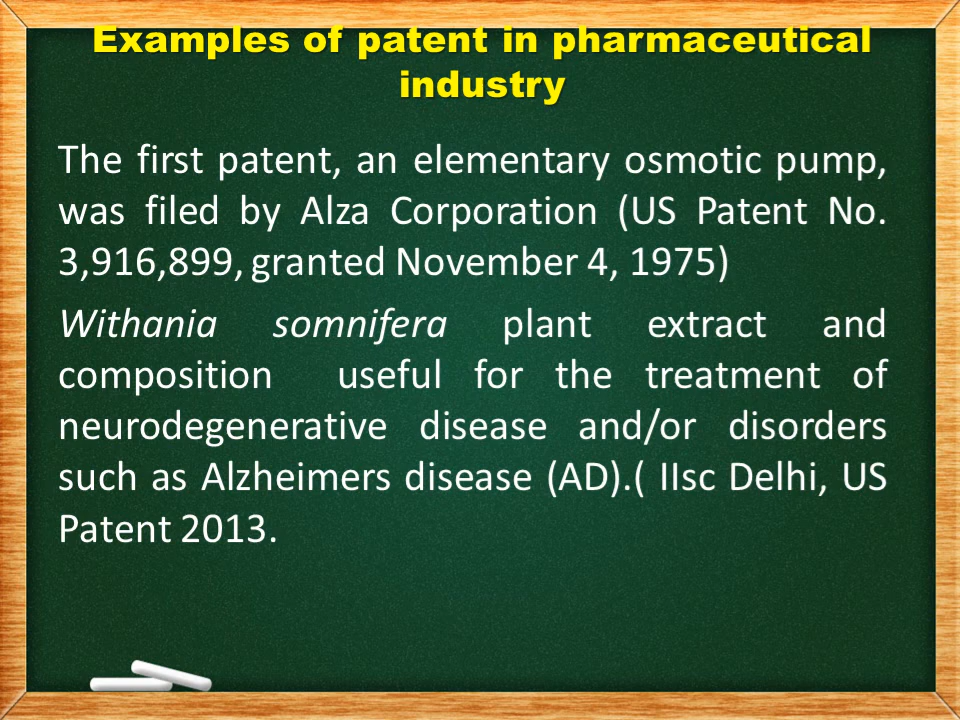 Examples of patent in pharmaceutical
industry
The first patent, an elementary osmotic pump,
was filed by Alza Corporation (US Patent No.
3,916,899, granted November 4, 1975)
Withania somnifera plant extract and
composition useful for the treatment of
neurodegenerative disease and/or disorders
such as Alzheimers disease (AD).( IIsc Delhi, US
Patent 2013.